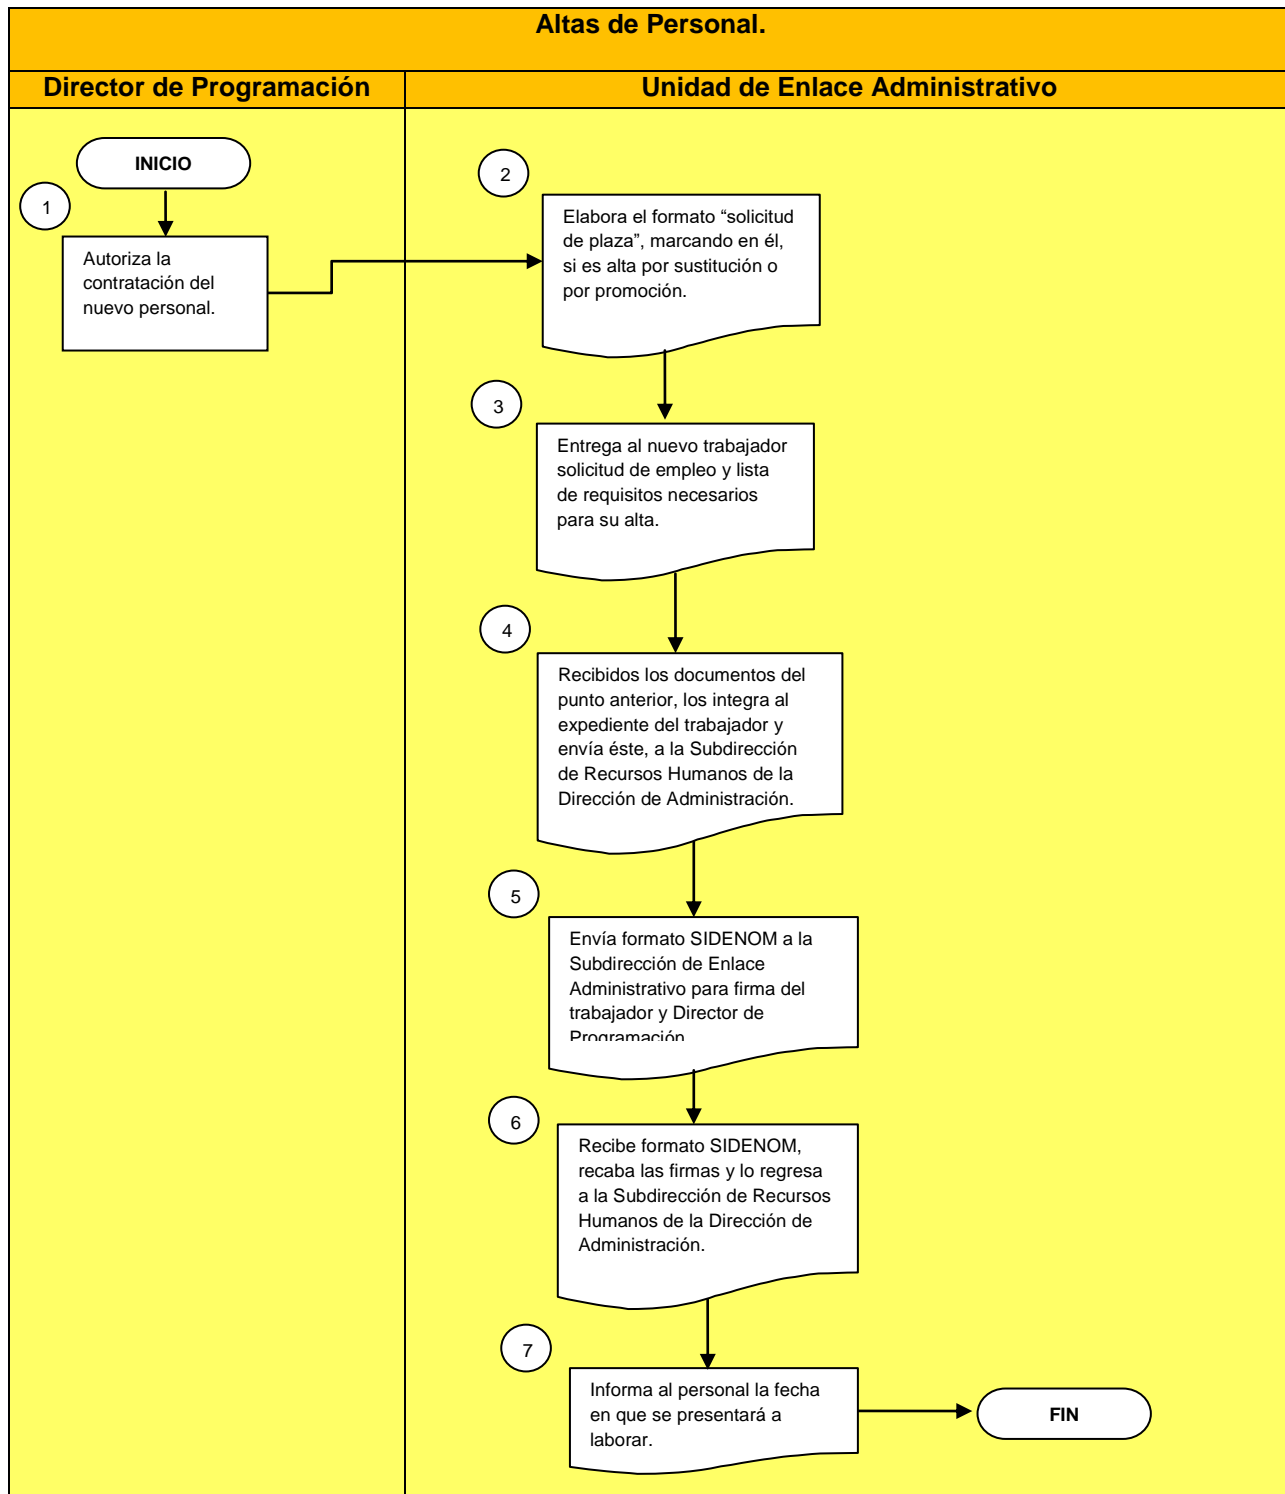 Altas de Personal.
Director de Programación
Unidad de Enlace Administrativo
INICIO
1
Autoriza la
contratación del
nuevo personal.
2
Elabora el formato “solicitud
de plaza”, marcando en él,
si es alta por sustitución o
por promoción.
3
Entrega al nuevo trabajador
solicitud de empleo y lista
de requisitos necesarios
para su alta.
4
Recibidos los documentos del
punto anterior, los integra al
expediente del trabajador y
envía éste, a la Subdirección
de Recursos Humanos de la
Dirección de Administración.
5
Envía formato SIDENOM a la
Subdirección de Enlace
Administrativo para firma del
trabajador y Director de
Programación
6
Recibe formato SIDENOM,
recaba las firmas y lo regresa
a la Subdirección de Recursos
Humanos de la Dirección de
Administración.
7
Informa al personal la fecha
en que se presentará a
laborar.
FIN